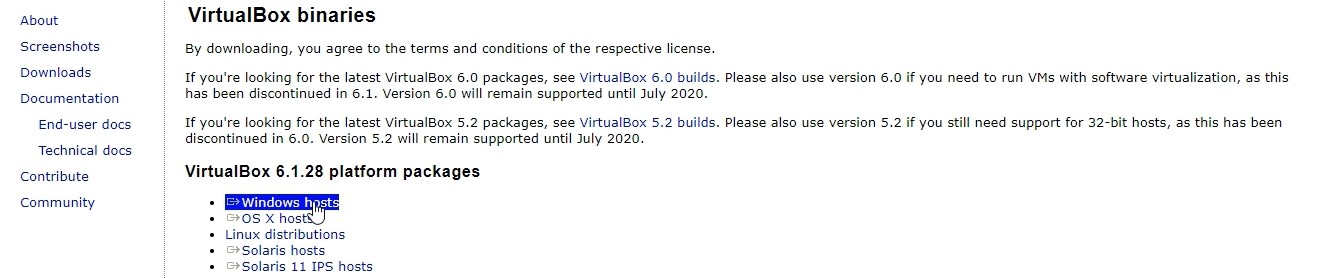 VirtualBox binaries
About
By downloading, you agree to the terms and conditions of the respective license.
Screenshots
Downloads
If you're looking for the latest VirtualBox 6.0 packages, see VirtualBox 6.0 builds. Please also use version 6.0 if you need to run VMs with software virtualization, as this
has been discontinued in 6.1. Version 6.0 will remain supported until July 2020.
Documentation
End-user docs
If you're looking for the latest VirtualBox 5.2 packages, see VirtualBox 5.2 builds. Please also use version 5.2 if you still need support for 32-bit hosts, as this has been
discontinued in 6.0. Version 5.2 will remain supported until July 2020.
Technical docs
Contribute
VirtualBox 6.1.28 platform packages
Community
Windows hosts
OS X hosts
Linux distributions
Solaris hosts
Solaris 11 IPS hosts